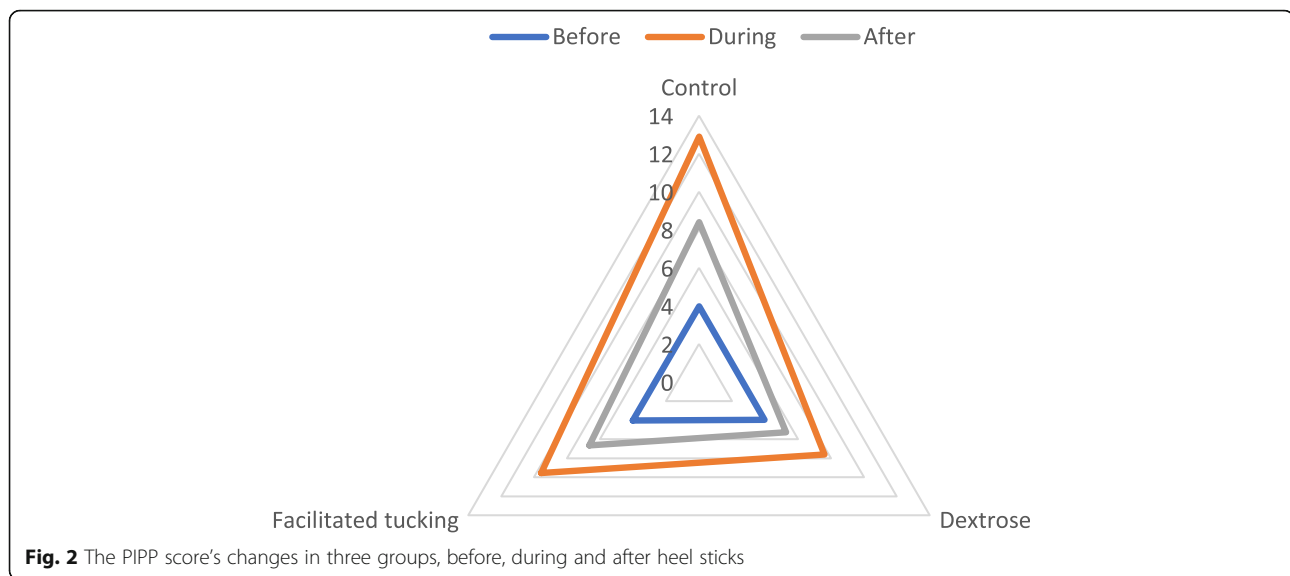 Before During After
Control
14
12
10
8
6
4
2
0
Facilitated tucking
Dextrose
Fig. 2 The PIPP score’s changes in three groups, before, during and after heel sticks